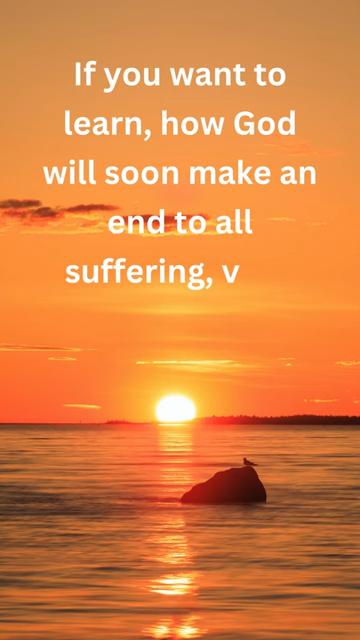 If you want to
learn, how God
will soon make an
end to all
suffering, v